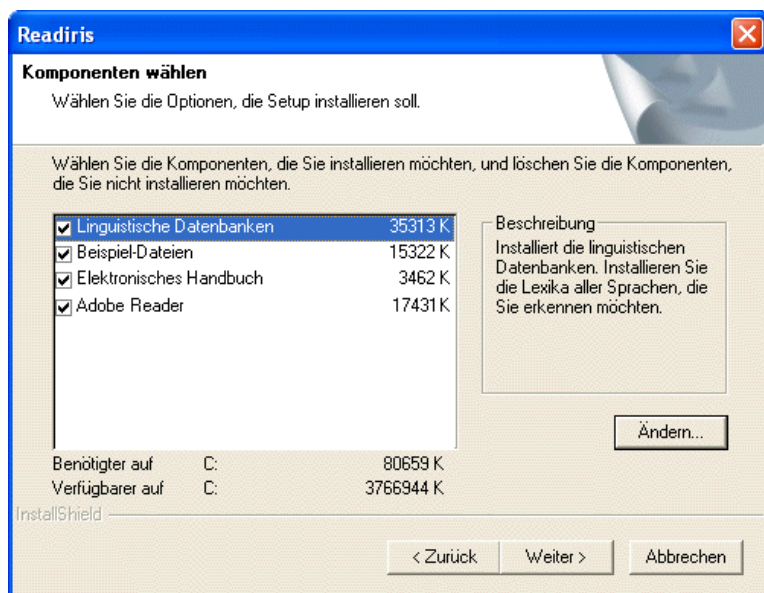 Readiris
Komponenten wählen
Wählen Sie die Optionen, die Setup installieren soll.
Wählen Sie die Komponenten, die Sie installieren möchten, und löschen Sie die Komponenten,
die Sie nicht installieren möchten.
Linguistische Datenbanken 35313 K
Beispiel-Dateien 15322 K
Elektronisches Handbuch 3462 K
Adobe Reader 17431 K
Beschreibung
Installiert die linguistischen
Datenbanken. Installieren Sie
die Lexika aller Sprachen, die
Sie erkennen möchten.
Ändern...
Benötigter auf C: 80659 K
Verfügbarer auf C: 3766944 K
InstallShield
< Zurück Weiter > Abbrechen